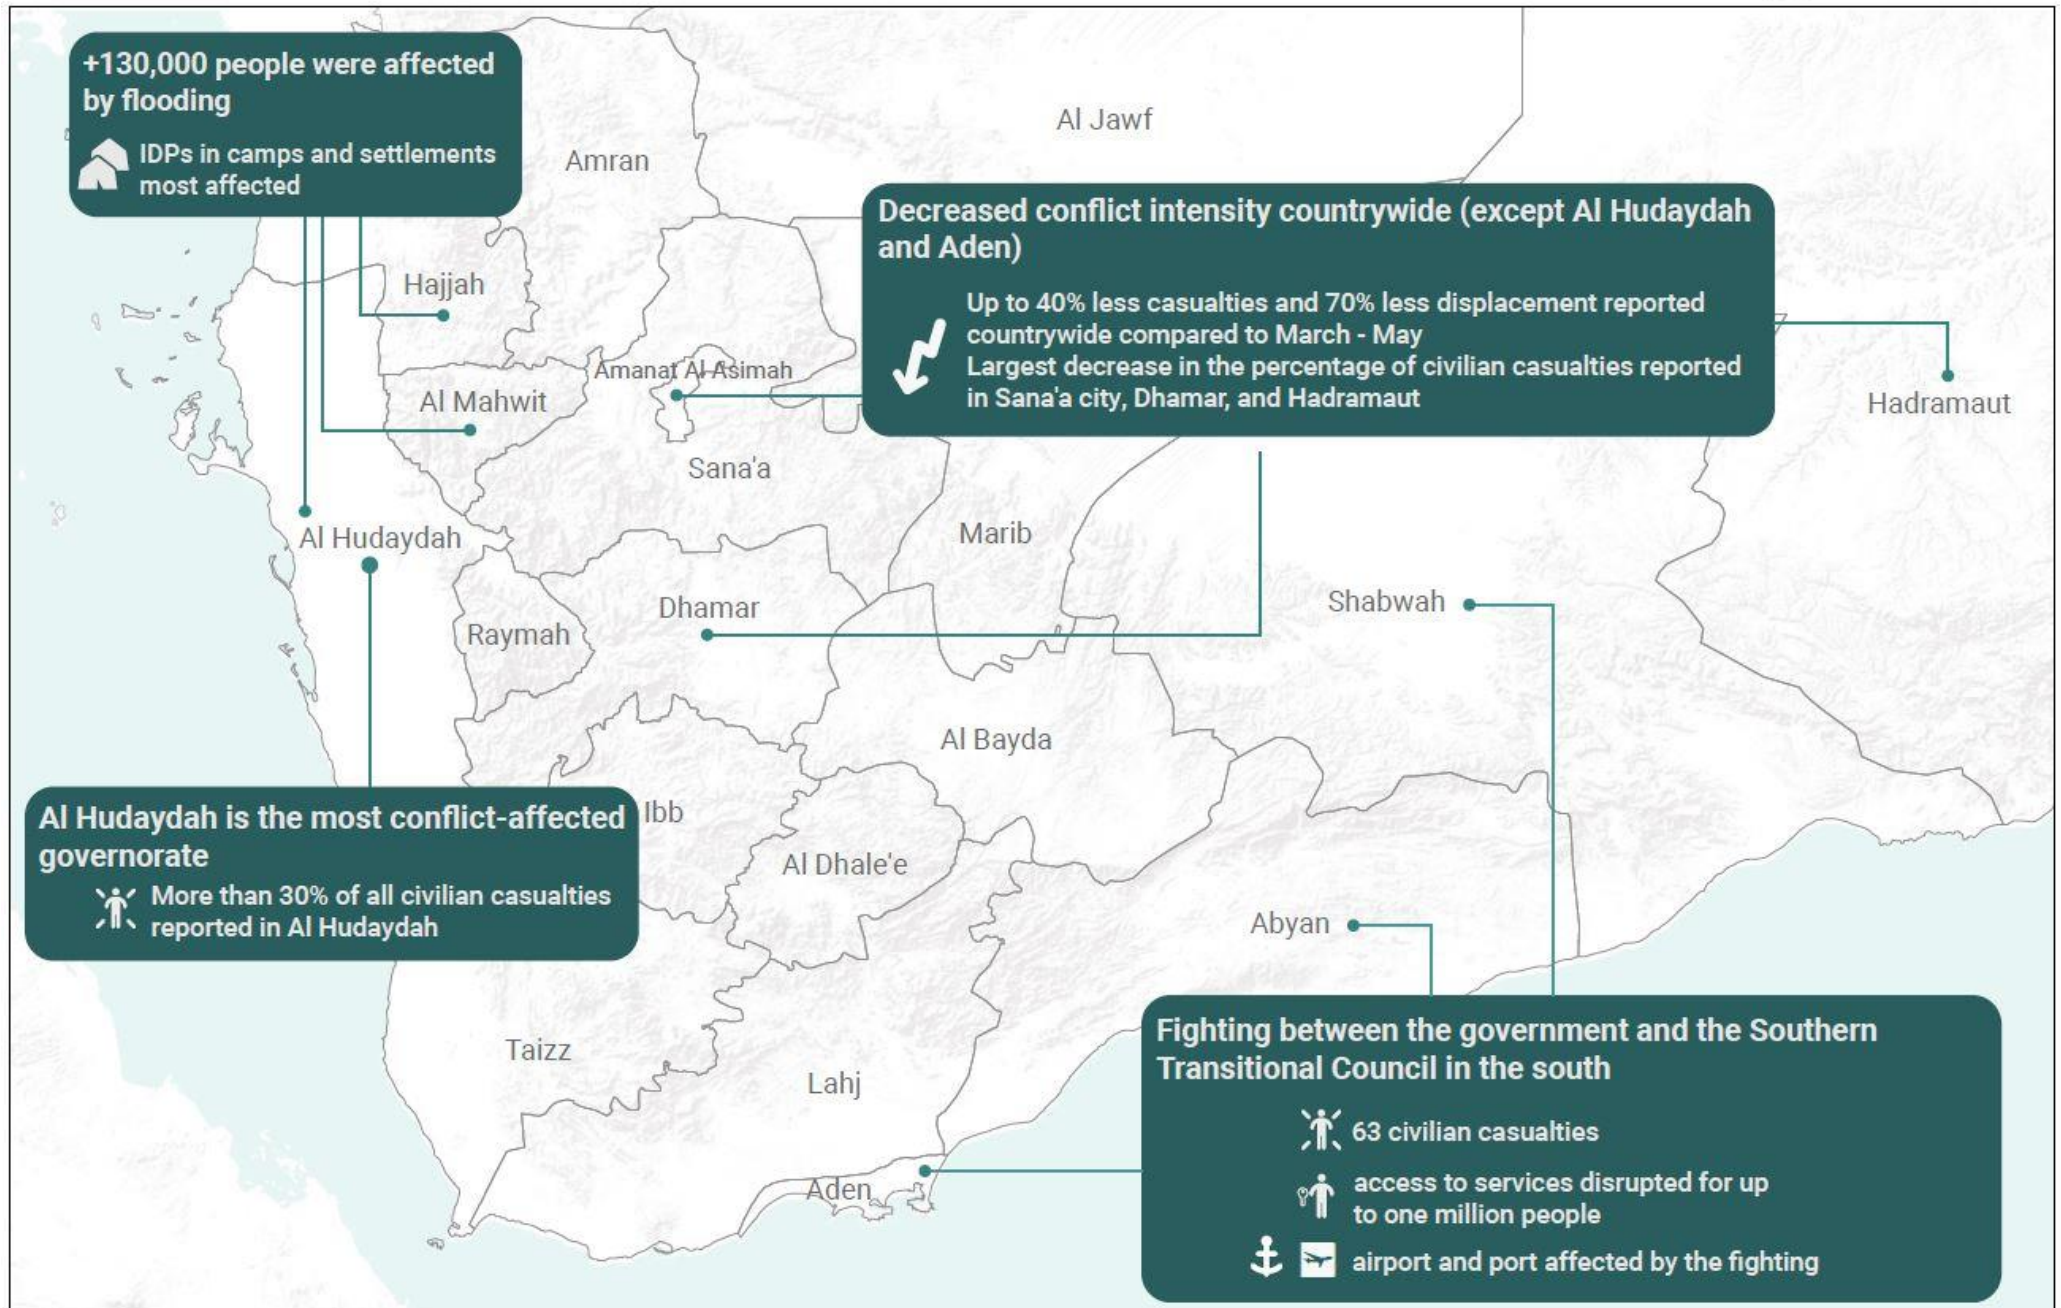 +130,000 people were affected
by flooding
IDPs in camps and settlements
most affected
Al Jawf
Amran
Decreased conflict intensity countrywide (except Al Hudaydah
and Aden)
Up to 40% less casualties and 70% less displacement reported
countrywide compared to March - May
Largest decrease in the percentage of civilian casualties reported
in Sana'a city, Dhamar, and Hadramaut
Hajjah
Amanat Al Asimah
Al Mahwit
Hadramaut
Sana'a
Al Hudaydah
Marib
Dhamar
Shabwah
Raymah
Al Bayda
Al Hudaydah is the most conflict-affected
governorate
More than 30% of all civilian casualties
reported in Al Hudaydah
Ibb
Al Dhale'e
Abyan
Taizz
Lahj
Aden
Fighting between the government and the Southern
Transitional Council in the south
63 civilian casualties
access to services disrupted for up
to one million people
airport and port affected by the fighting